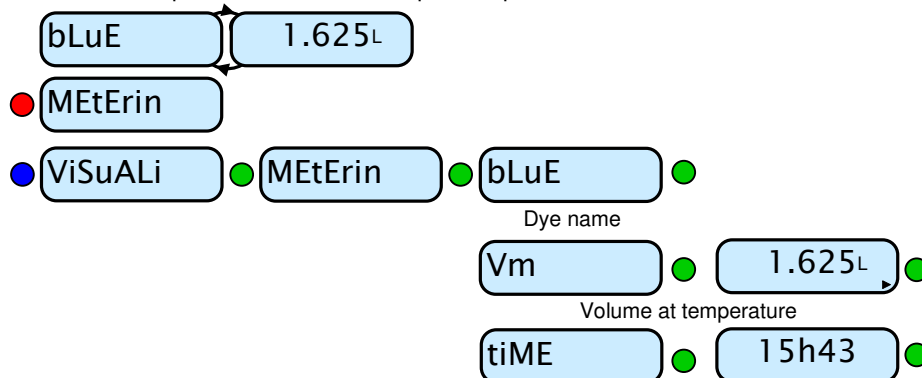 bLuE 1.625L
MEtErin
ViSuALi MEtErin bLuE
Dye name
Vm 1.625L
Volume at temperature
tiME 15h43